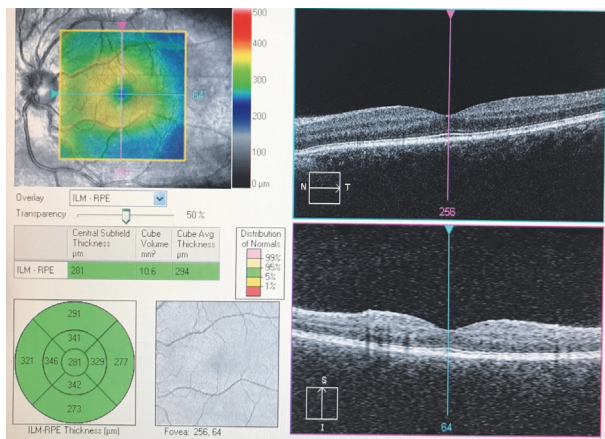 500
400
300
200
100
0 µm
64
Overlay
ILM - RPE
Transparency
50 %
Central Subfield Thickness µm
Cube Volume mm³
Cube Avg Thickness µm
ILM - RPE
281
10.6
294
Distribution of Normals
99%
95%
5%
1%
291
341
321
346
281
329
277
342
273
ILM-RPE Thickness (µm)
Fovea: 256, 64
N
T
256
S
I
64